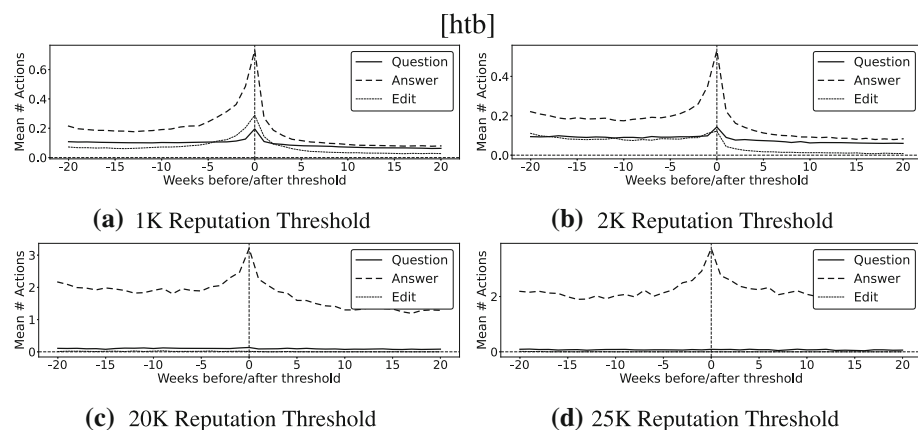 [htb]
Mean # Actions
0.6
0.4
0.2
0.0
Question
Answer
Edit
-20 -15 -10 -5 0 5 10 15 20
Weeks before/after threshold
(a) 1K Reputation Threshold
Mean # Actions
0.4
0.2
0.0
Question
Answer
Edit
-20 -15 -10 -5 0 5 10 15 20
Weeks before/after threshold
(b) 2K Reputation Threshold
Mean # Actions
3
2
1
0
Question
Answer
Edit
-20 -15 -10 -5 0 5 10 15 20
Weeks before/after threshold
(c) 20K Reputation Threshold
Mean # Actions
2
0
Question
Answer
Edit
-20 -15 -10 -5 0 5 10 15 20
Weeks before/after threshold
(d) 25K Reputation Threshold